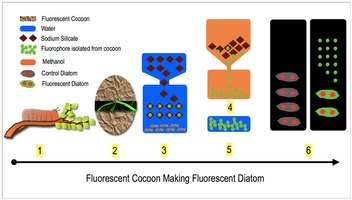 Fluorescent Cocoon
Water
Sodium Silicate
Fluorophore isolated from cocoon
Methanol
Control Diatom
Fluorescent Diatom
1
2
3
4
5
6
Fluorescent Cocoon Making Fluorescent Diatom